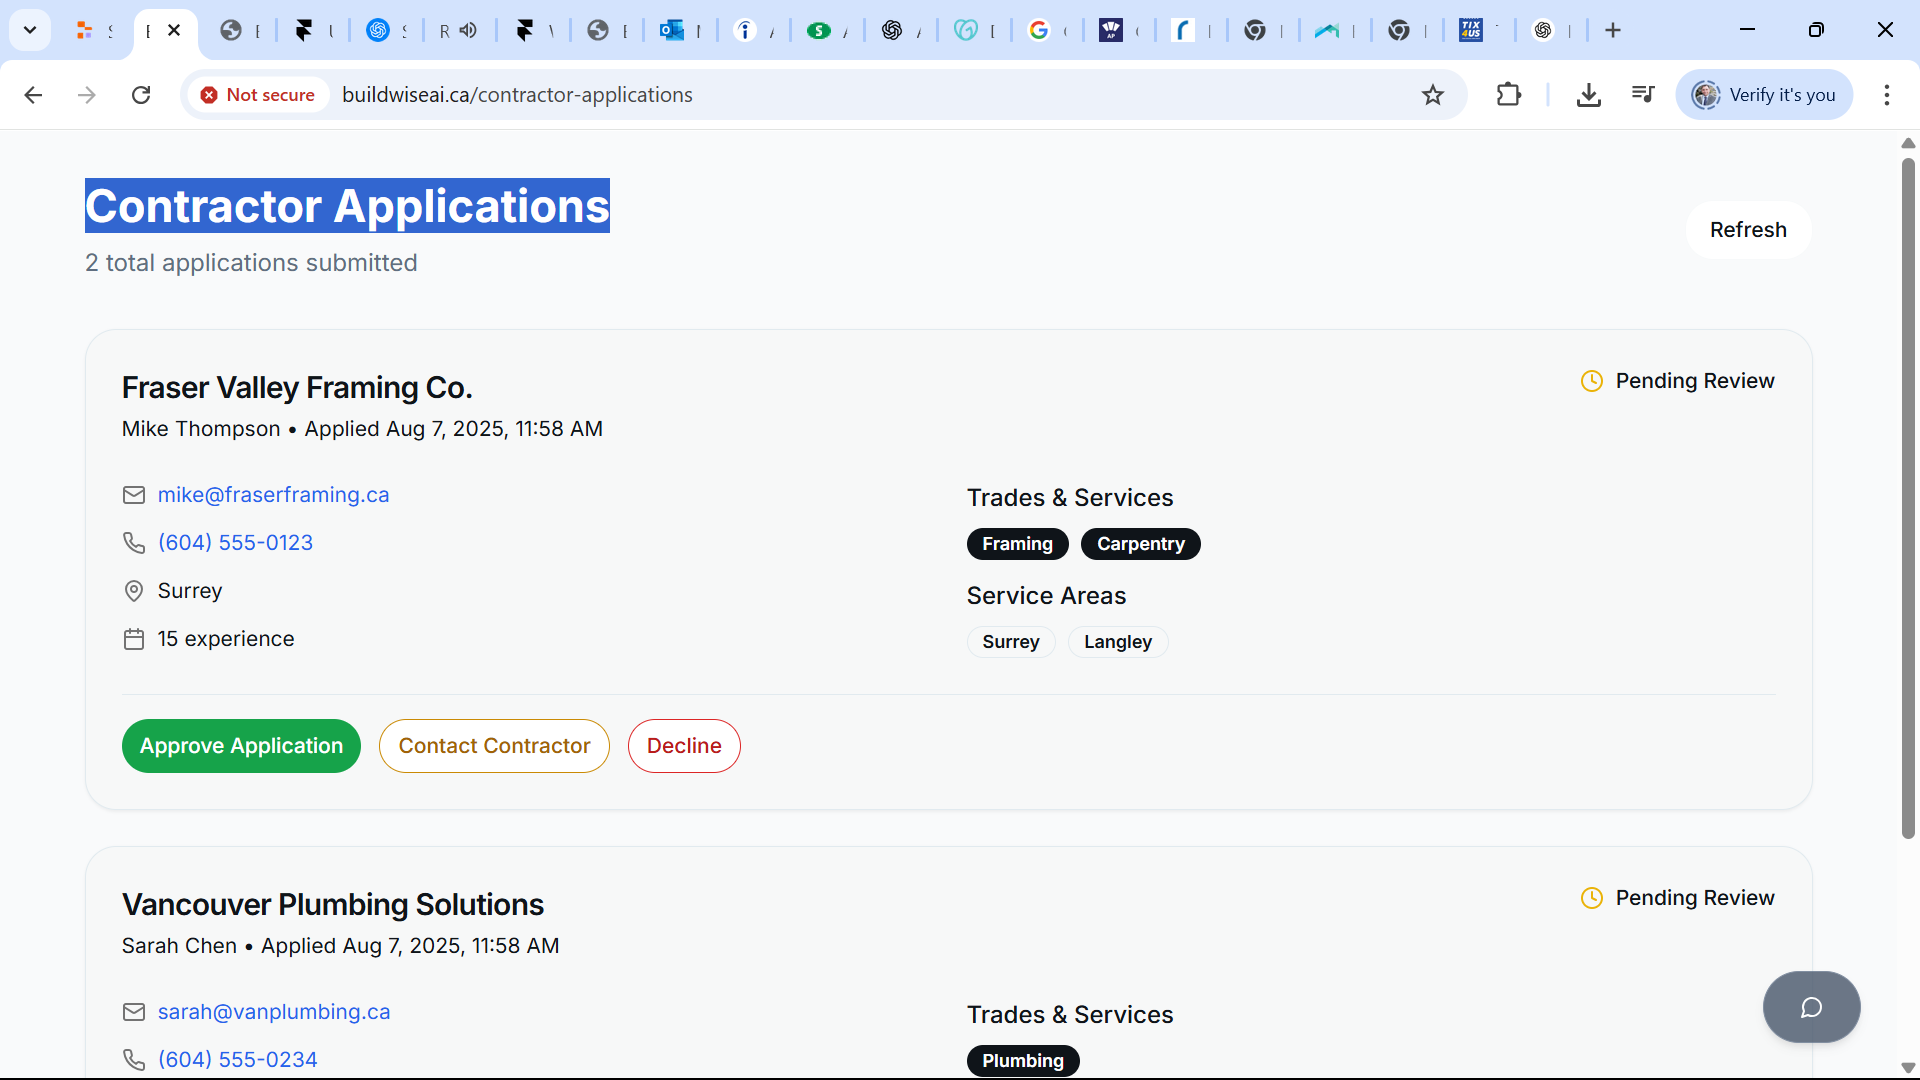 Not secure
buildwiseai.ca/contractor-applications
Verify it's you
Contractor Applications
2 total applications submitted
Refresh
Fraser Valley Framing Co.
Pending Review
Mike Thompson • Applied Aug 7, 2025, 11:58 AM
mike@fraserframing.ca
(604) 555-0123
Surrey
15 experience
Trades & Services
Framing
Carpentry
Service Areas
Surrey
Langley
Approve Application
Contact Contractor
Decline
Vancouver Plumbing Solutions
Pending Review
Sarah Chen • Applied Aug 7, 2025, 11:58 AM
sarah@vanplumbing.ca
(604) 555-0234
Trades & Services
Plumbing